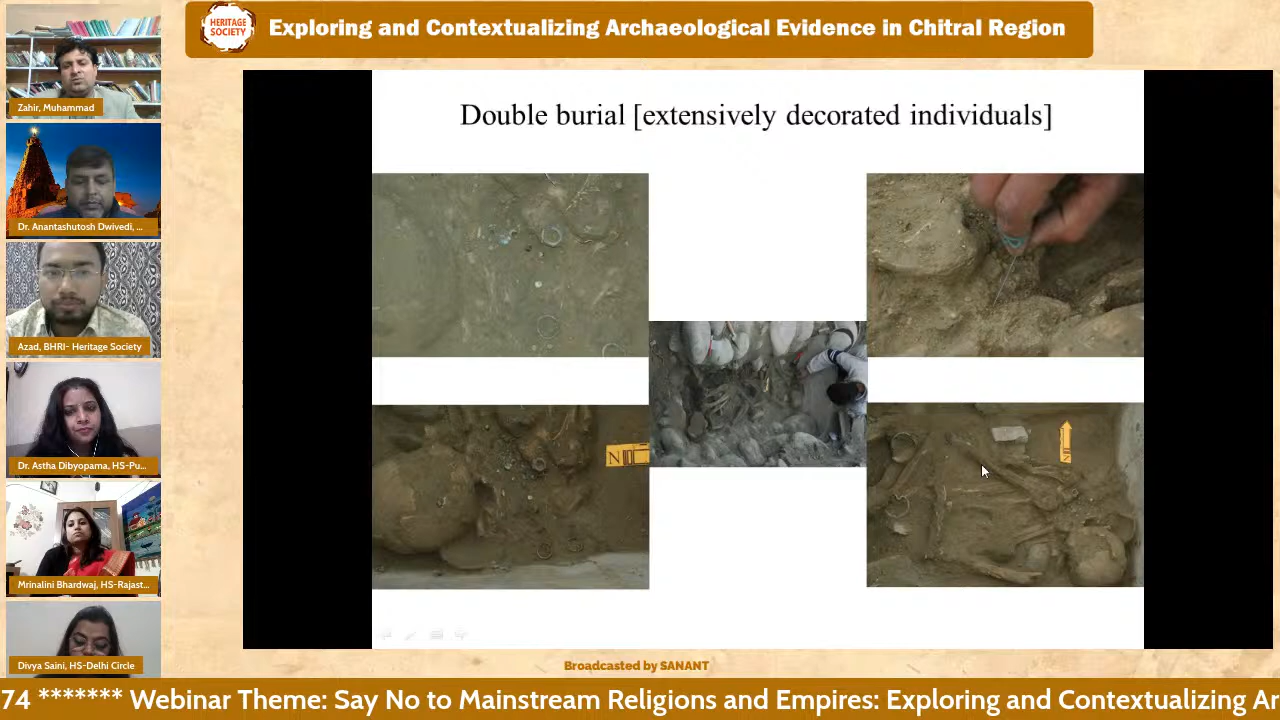 HERITAGE
SOCIETY
Exploring and Contextualizing Archaeological Evidence in Chitral Region
Zahir, Muhammad
Dr. Anantashutosh Dwivedi, ...
Azad, BHRI- Heritage Society
Dr. Astha Dibyopama, HS-Pu...
Mrinalini Bhardwaj, HS-Rajast...
Divya Saini, HS-Delhi Circle
Double burial [extensively decorated individuals]
N
N
Broadcasted by SANANT
74 ******* Webinar Theme: Say No to Mainstream Religions and Empires: Exploring and Contextualizing Ar